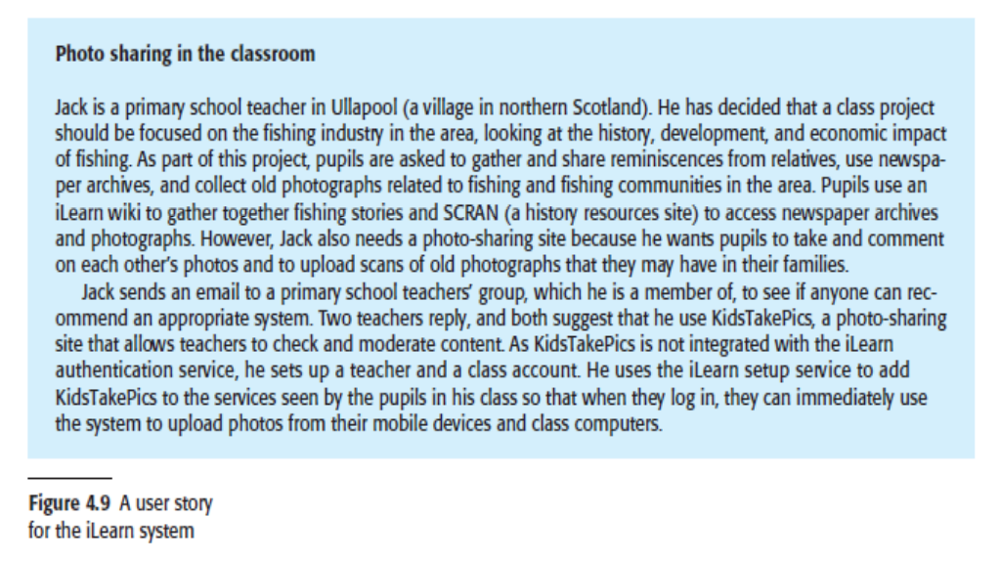 Photo sharing in the classroom
Jack is a primary school teacher in Ullapool (a village in northern Scotland). He has decided that a class project
should be focused on the fishing industry in the area, looking at the history, development, and economic impact
of fishing. As part of this project, pupils are asked to gather and share reminiscences from relatives, use newspa-
per archives, and collect old photographs related to fishing and fishing communities in the area. Pupils use an
iLearn wiki to gather together fishing stories and SCRAN (a history resources site) to access newspaper archives
and photographs. However, Jack also needs a photo-sharing site because he wants pupils to take and comment
on each other's photos and to upload scans of old photographs that they may have in their families.
Jack sends an email to a primary school teachers' group, which he is a member of, to see if anyone can rec-
ommend an appropriate system. Two teachers reply, and both suggest that he use KidsTakePics, a photo-sharing
site that allows teachers to check and moderate content. As KidsTakePics is not integrated with the iLearn
authentication service, he sets up a teacher and a class account. He uses the iLearn setup service to add
KidsTakePics to the services seen by the pupils in his class so that when they log in, they can immediately use
the system to upload photos from their mobile devices and class computers.
Figure 4.9 A user story
for the iLearn system